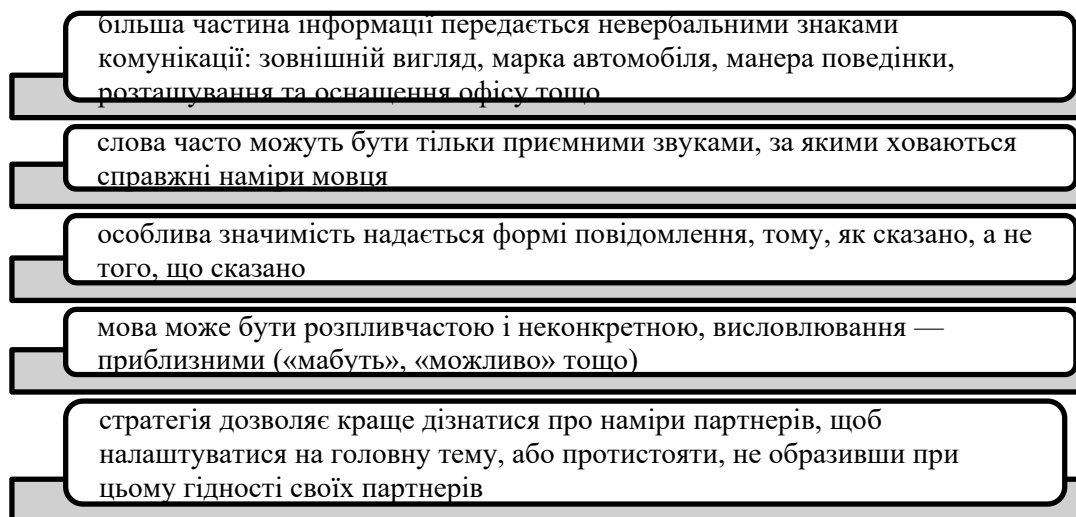 більша частина інформації передається невербальними знаками
комунікації: зовнішній вигляд, марка автомобіля, манера поведінки,
розташування та оснащення офісу тощо
слова часто можуть бути тільки приємними звуками, за якими ховаються
справжні наміри мовця
особлива значимість надається формі повідомлення, тому, як сказано, а не
того, що сказано
мова може бути розпливчастою і неконкретною, висловлювання —
приблизними («мабуть», «можливо» тощо)
стратегія дозволяє краще дізнатися про наміри партнерів, щоб
налаштуватися на головну тему, або протистояти, не образивши при
цьому гідності своїх партнерів